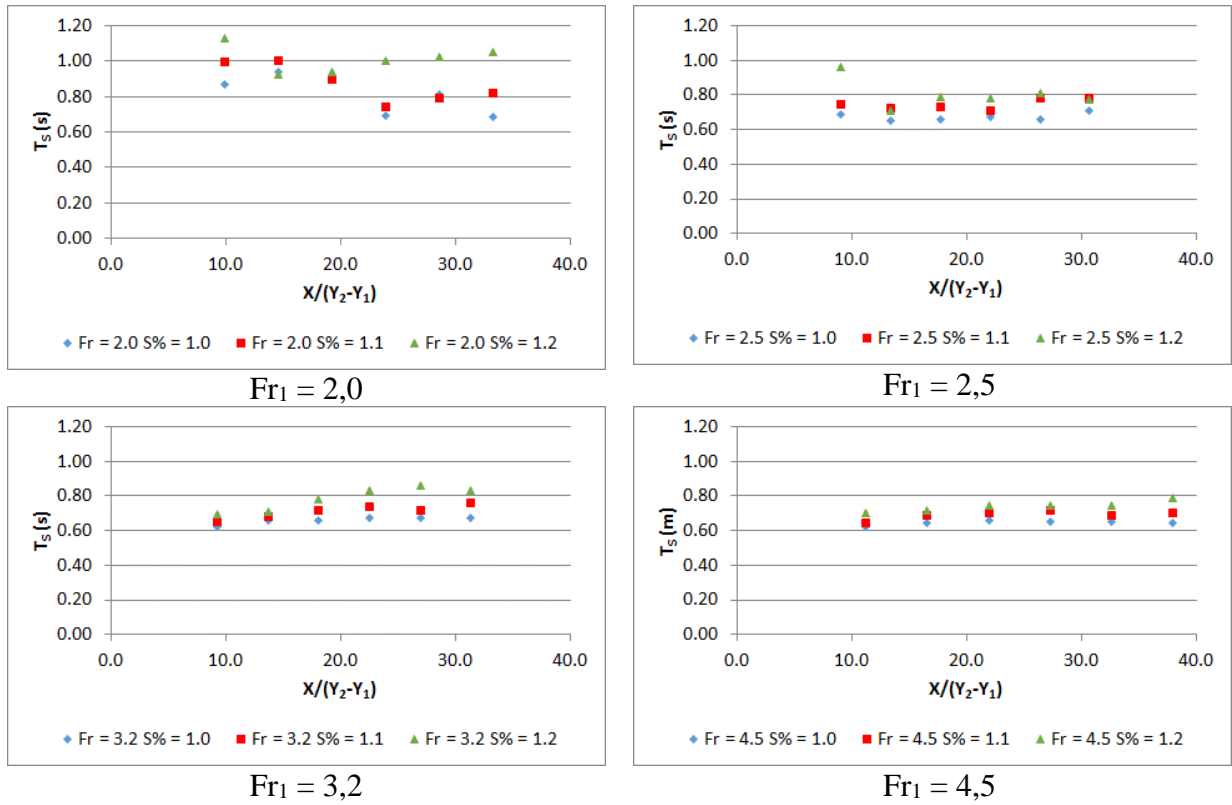 1.20
1.00
0.80
0.60
0.40
0.20
0.00
T_S (s)
0.0 10.0 20.0 30.0 40.0
X/(Y₂-Y₁)
Fr = 2.0 S% = 1.0 Fr = 2.0 S% = 1.1 Fr = 2.0 S% = 1.2
Fr₁ = 2,0
1.20
1.00
0.80
0.60
0.40
0.20
0.00
T_S (s)
0.0 10.0 20.0 30.0 40.0
X/(Y₂-Y₁)
Fr = 2.5 S% = 1.0 Fr = 2.5 S% = 1.1 Fr = 2.5 S% = 1.2
Fr₁ = 2,5
1.20
1.00
0.80
0.60
0.40
0.20
0.00
T_S (s)
0.0 10.0 20.0 30.0 40.0
X/(Y₂-Y₁)
Fr = 3.2 S% = 1.0 Fr = 3.2 S% = 1.1 Fr = 3.2 S% = 1.2
Fr₁ = 3,2
1.20
1.00
0.80
0.60
0.40
0.20
0.00
T_S (m)
0.0 10.0 20.0 30.0 40.0
X/(Y₂-Y₁)
Fr = 4.5 S% = 1.0 Fr = 4.5 S% = 1.1 Fr = 4.5 S% = 1.2
Fr₁ = 4,5